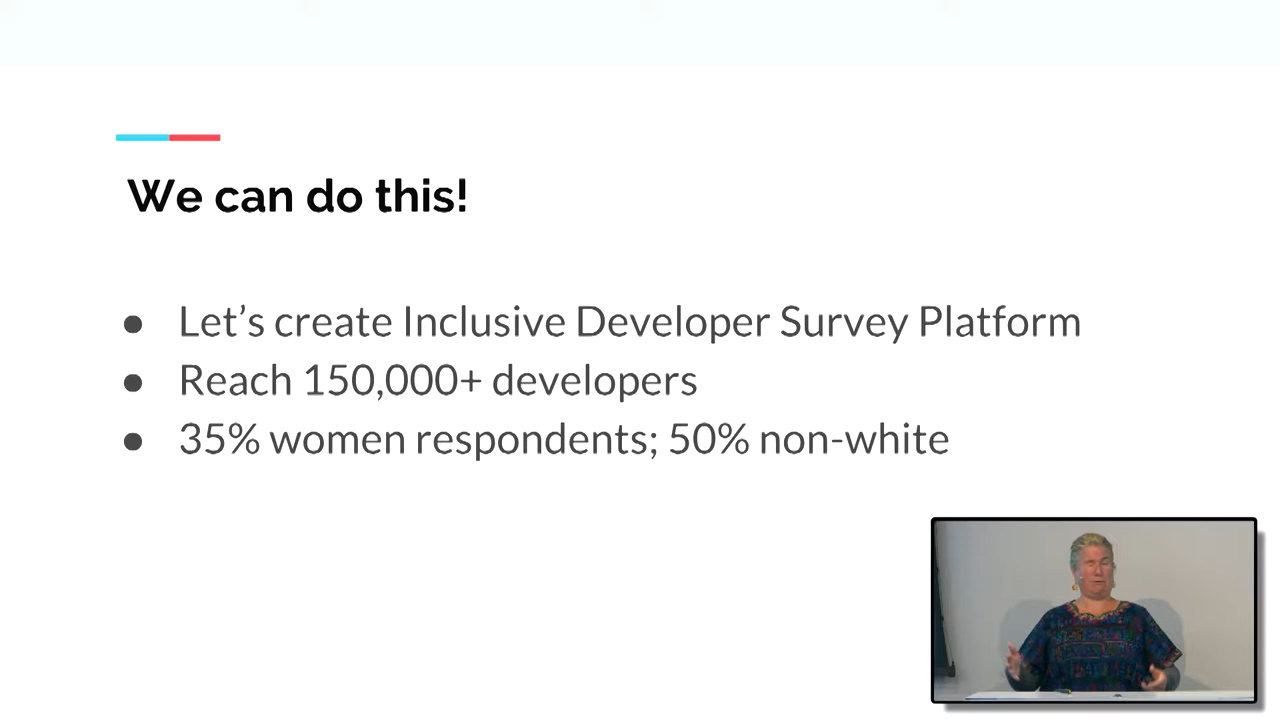 We can do this!
● Let’s create Inclusive Developer Survey Platform
● Reach 150,000+ developers
● 35% women respondents; 50% non-white